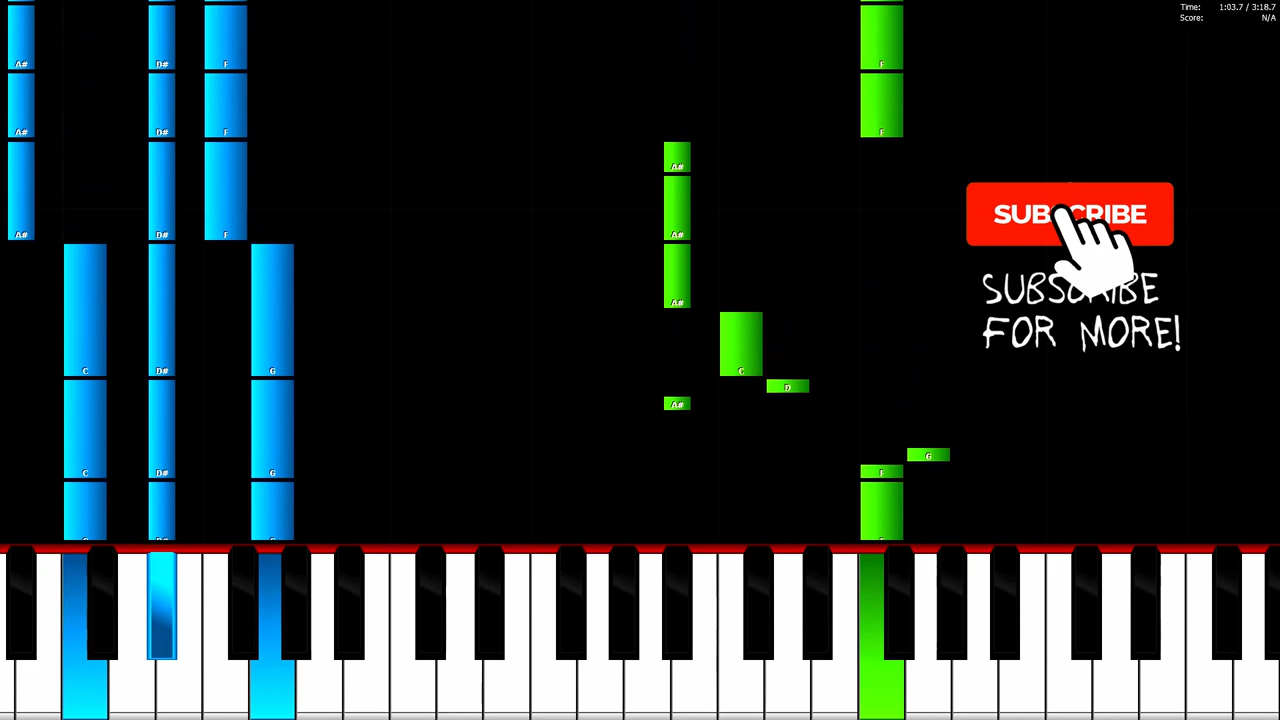 Time: 1:03.7 / 3:18.7
Score: N/A
F
A# D# F
F
A# D# F
F
A#
A#
SUBSCRIBE
A# D# F
A#
SUBSCRIBE
A#
FOR MORE!
C D# G
C
D
A#
G
C D# G
F